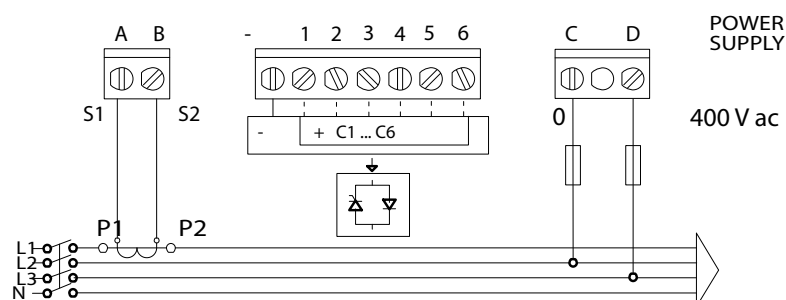 A B - 1 2 3 4 5 6 C D POWER
SUPPLY
S1 S2 0 400 V ac
- + C1 ... C6
P1 P2
L1
L2
L3
N